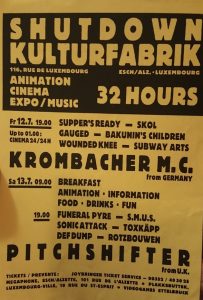 SHUTDOWN
KULTURFABRIK
116, RUE DE LUXEMBOURG ESCH/ALZ. - LUXEMBOURG
ANIMATION
CINEMA
EXPO/MUSIC
32 HOURS
Fr 12.7. 19.00 SUPPER'S READY – SKOL
Up to 01.00: GAUGED – BAKUNIN'S CHILDREN
CINEMA 24/24H WOUNDED KNEE – SUBWAY ARTS
KROMBACHER M.C.
from GERMANY
Sa 13.7. 09.00 BREAKFAST
ANIMATION · INFORMATION
FOOD · DRINKS · FUN
19.00 FUNERAL PYRE – S.M.U.S.
SONIC ATTACK – TOXKÄPP
DEF DUMP – ROTZBOUWEN
PITCHSHIFTER
from U.K.
TICKETS / PREVENTE: